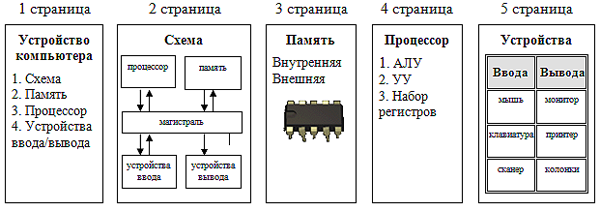 1 страница
Устройство
компьютера
1. Схема
2. Память
3. Процессор
4. Устройства
ввода/вывода
2 страница
Схема
процессор
память
магистраль
устройства
ввода
устройства
вывода
3 страница
Память
Внутренняя
Внешняя
4 страница
Процессор
1. АЛУ
2. УУ
3. Набор
регистров
5 страница
Устройства
Ввода Вывода
мышь монитор
клавиатура принтер
сканер колонки